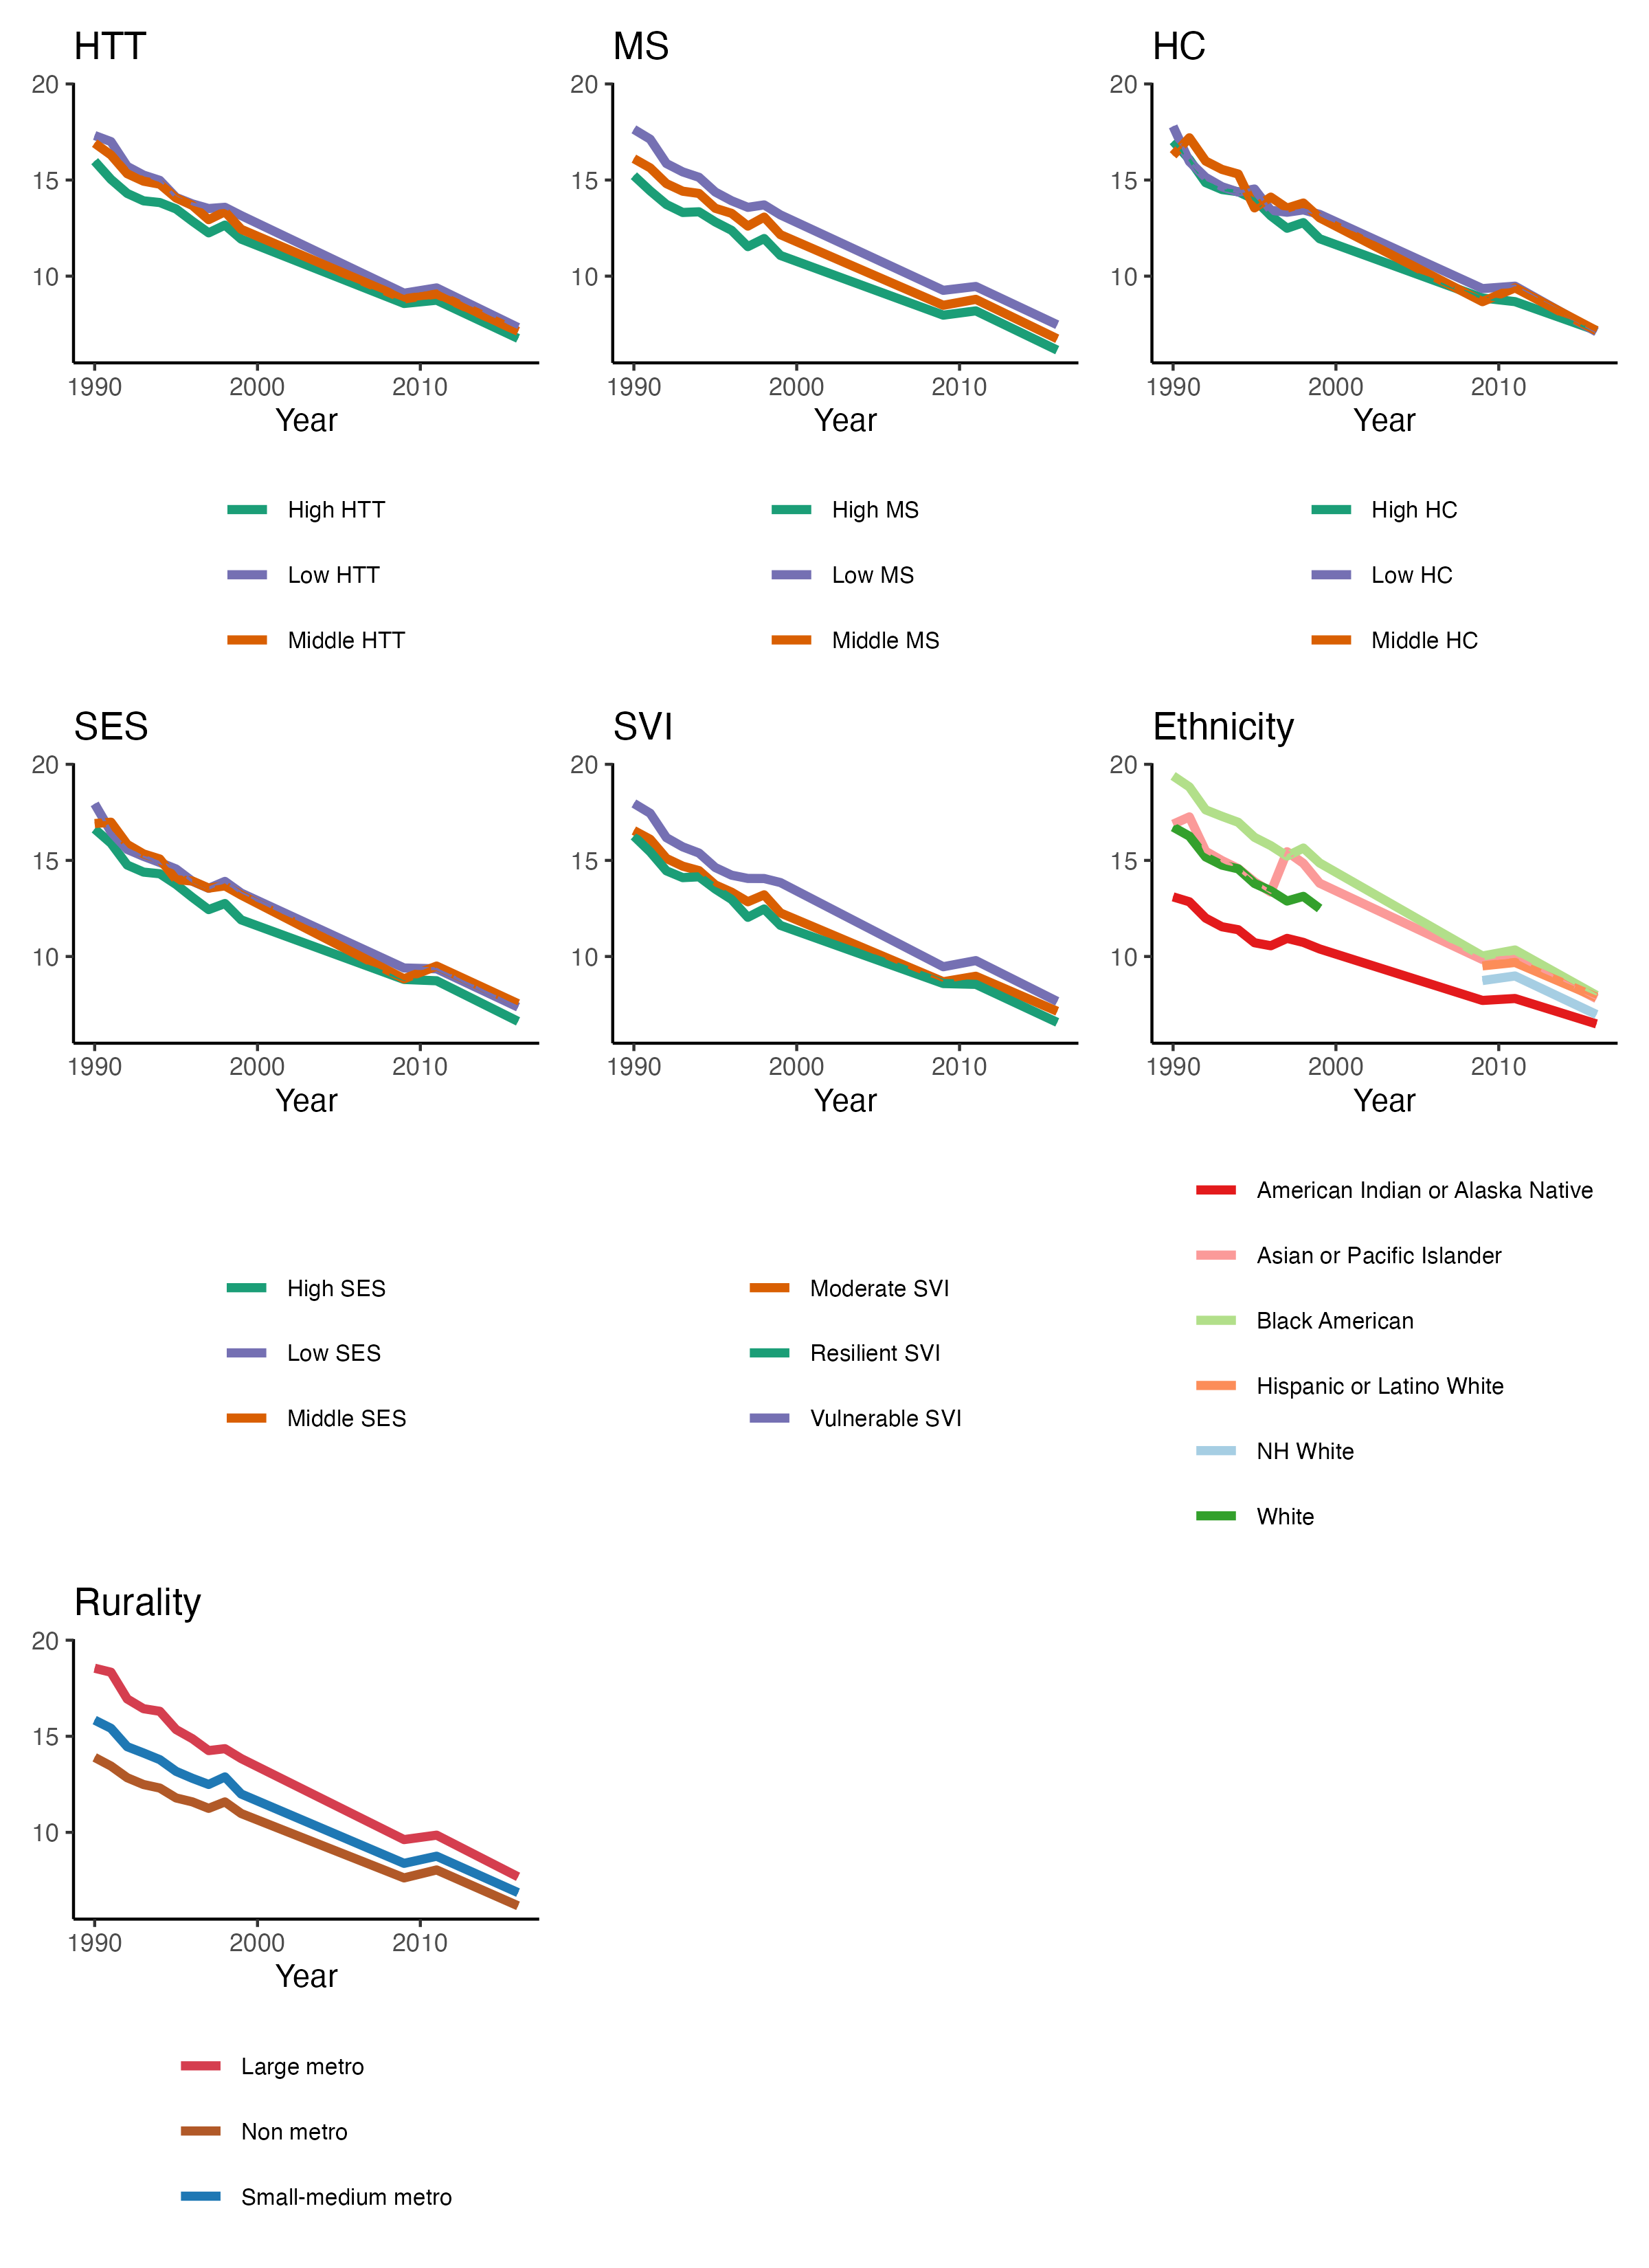 HTT
20
15
10
1990 2000 2010
Year
High HTT
Low HTT
Middle HTT
MS
20
15
10
1990 2000 2010
Year
High MS
Low MS
Middle MS
HC
20
15
10
1990 2000 2010
Year
High HC
Low HC
Middle HC
SES
20
15
10
1990 2000 2010
Year
High SES
Low SES
Middle SES
SVI
20
15
10
1990 2000 2010
Year
Moderate SVI
Resilient SVI
Vulnerable SVI
Ethnicity
20
15
10
1990 2000 2010
Year
American Indian or Alaska Native
Asian or Pacific Islander
Black American
Hispanic or Latino White
NH White
White
Rurality
20
15
10
1990 2000 2010
Year
Large metro
Non metro
Small-medium metro